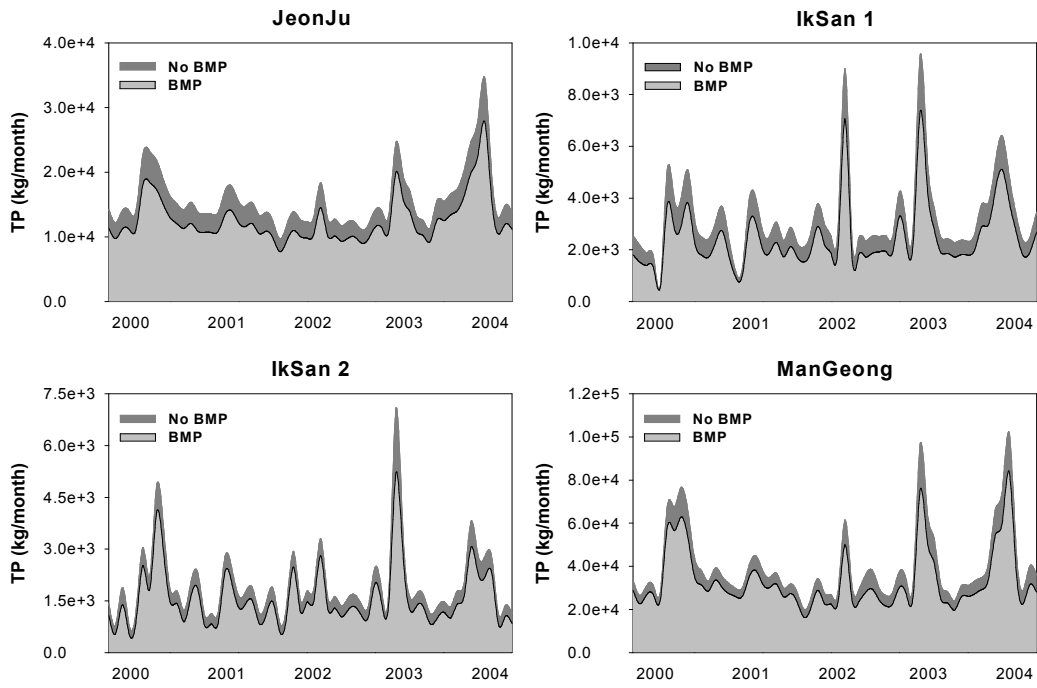 JeonJu
4.0e+4
3.0e+4
2.0e+4
1.0e+4
0.0
TP (kg/month)
No BMP
BMP
2000 2001 2002 2003 2004
IkSan 1
1.0e+4
8.0e+3
6.0e+3
4.0e+3
2.0e+3
0.0
TP (kg/month)
No BMP
BMP
2000 2001 2002 2003 2004
IkSan 2
7.5e+3
6.0e+3
4.5e+3
3.0e+3
1.5e+3
0.0
TP (kg/month)
No BMP
BMP
2000 2001 2002 2003 2004
ManGeong
1.2e+5
1.0e+5
8.0e+4
6.0e+4
4.0e+4
2.0e+4
0.0
TP (kg/month)
No BMP
BMP
2000 2001 2002 2003 2004